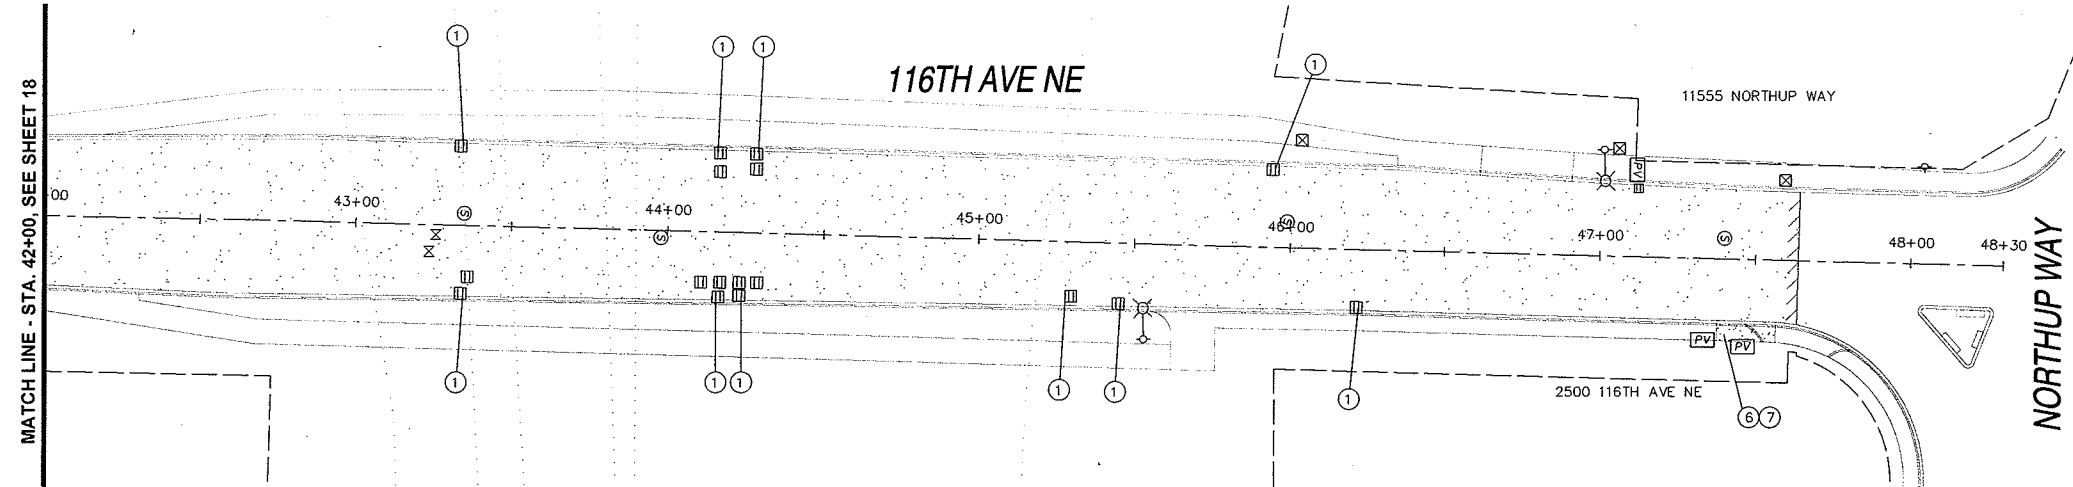 MATCH LINE - STA. 42+00, SEE SHEET 18
1
1
1
116TH AVE NE
1
11555 NORTHUP WAY
PV
00
43+00
S
44+00
S
45+00
S
46+00
47+00
S
48+00
48+30
NORTHUP WAY
PV
PV
1
1
1
1
1
1
2500 116TH AVE NE
6 7